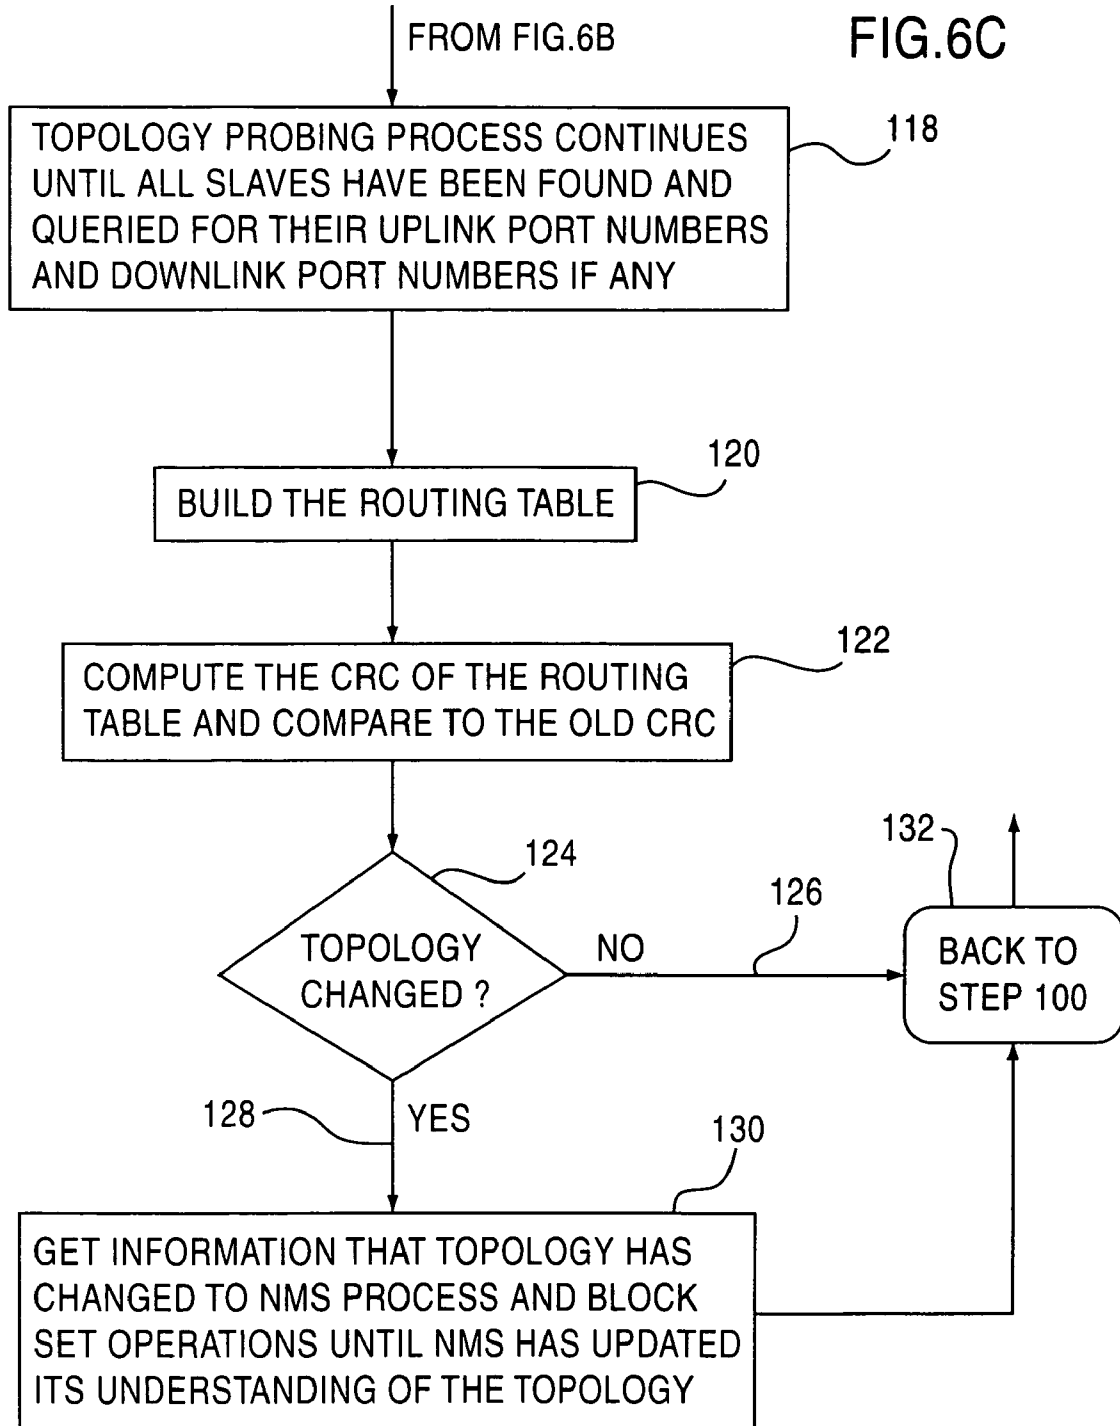 FROM FIG.6B
FIG.6C
TOPOLOGY PROBING PROCESS CONTINUES
UNTIL ALL SLAVES HAVE BEEN FOUND AND
QUERIED FOR THEIR UPLINK PORT NUMBERS
AND DOWNLINK PORT NUMBERS IF ANY
118
BUILD THE ROUTING TABLE
120
COMPUTE THE CRC OF THE ROUTING
TABLE AND COMPARE TO THE OLD CRC
122
124
TOPOLOGY
CHANGED ?
NO
126
132
BACK TO
STEP 100
128
YES
130
GET INFORMATION THAT TOPOLOGY HAS
CHANGED TO NMS PROCESS AND BLOCK
SET OPERATIONS UNTIL NMS HAS UPDATED
ITS UNDERSTANDING OF THE TOPOLOGY